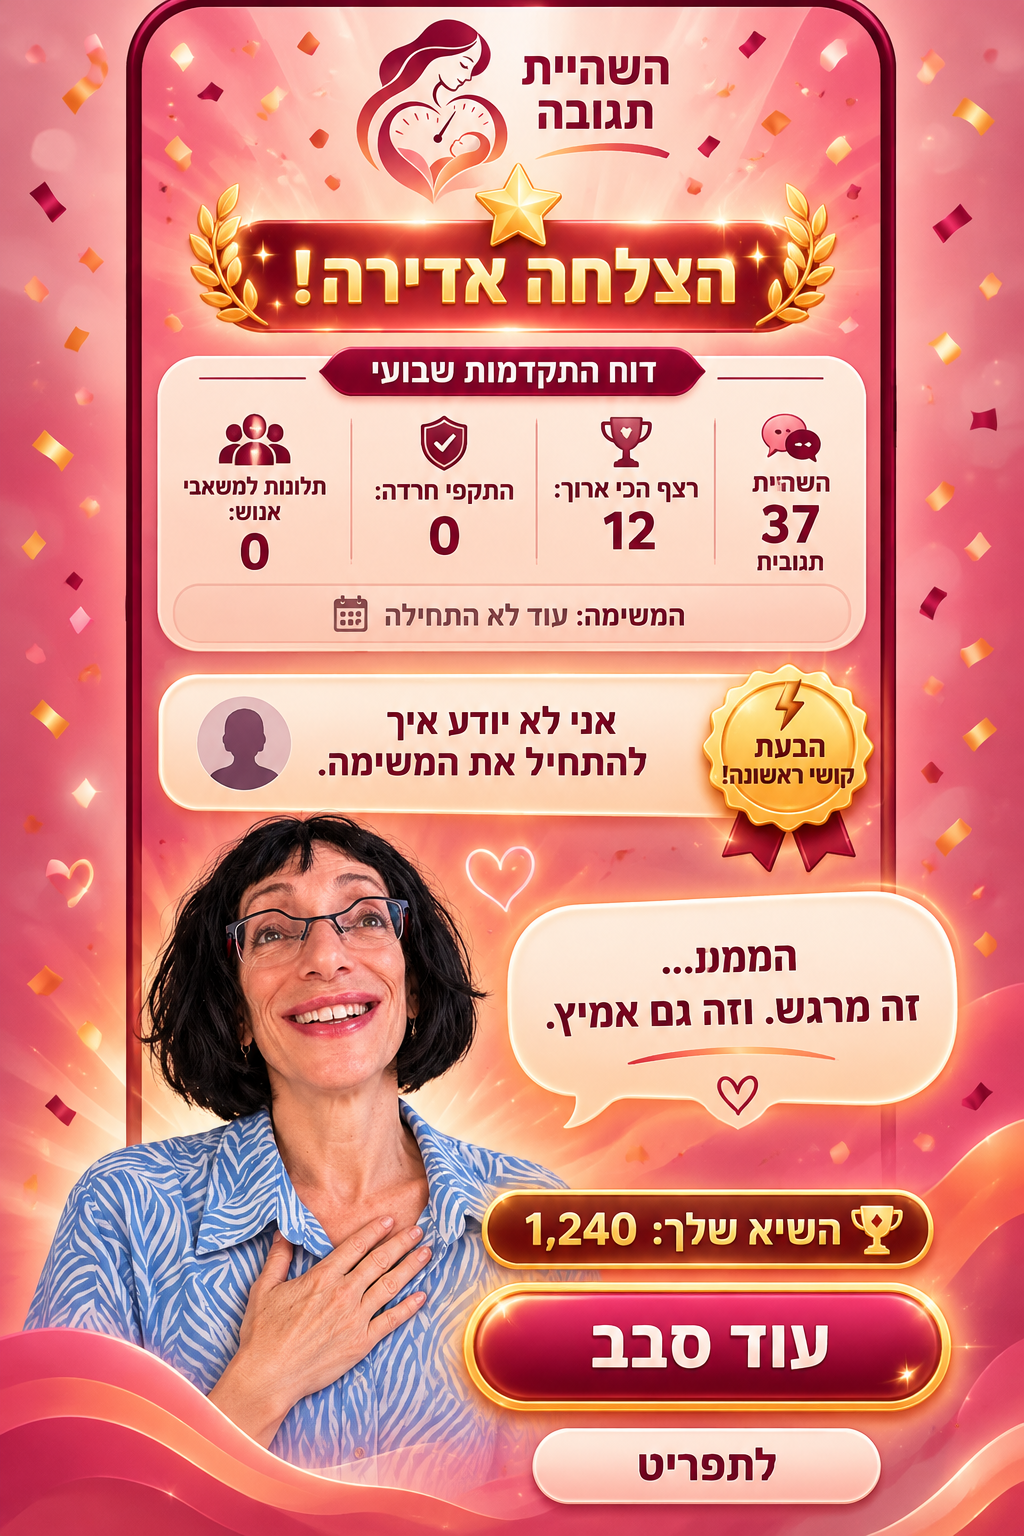 השהיית
תגובה
הצלחה אדירה!
דוח התקדמות שבועי
השהיית
37
תגובית
רצף הכי ארוך:
12
התקפי חרדה:
0
תלונות למשאבי
אנוש:
0
המשימה: עוד לא התחילה
אני לא יודע איך
להתחיל את המשימה.
הבעת
קושי ראשונה!
הממננ...
זה מרגש. וזה גם אמיץ.
השיא שלך: 1,240
עוד סבב
לתפריט